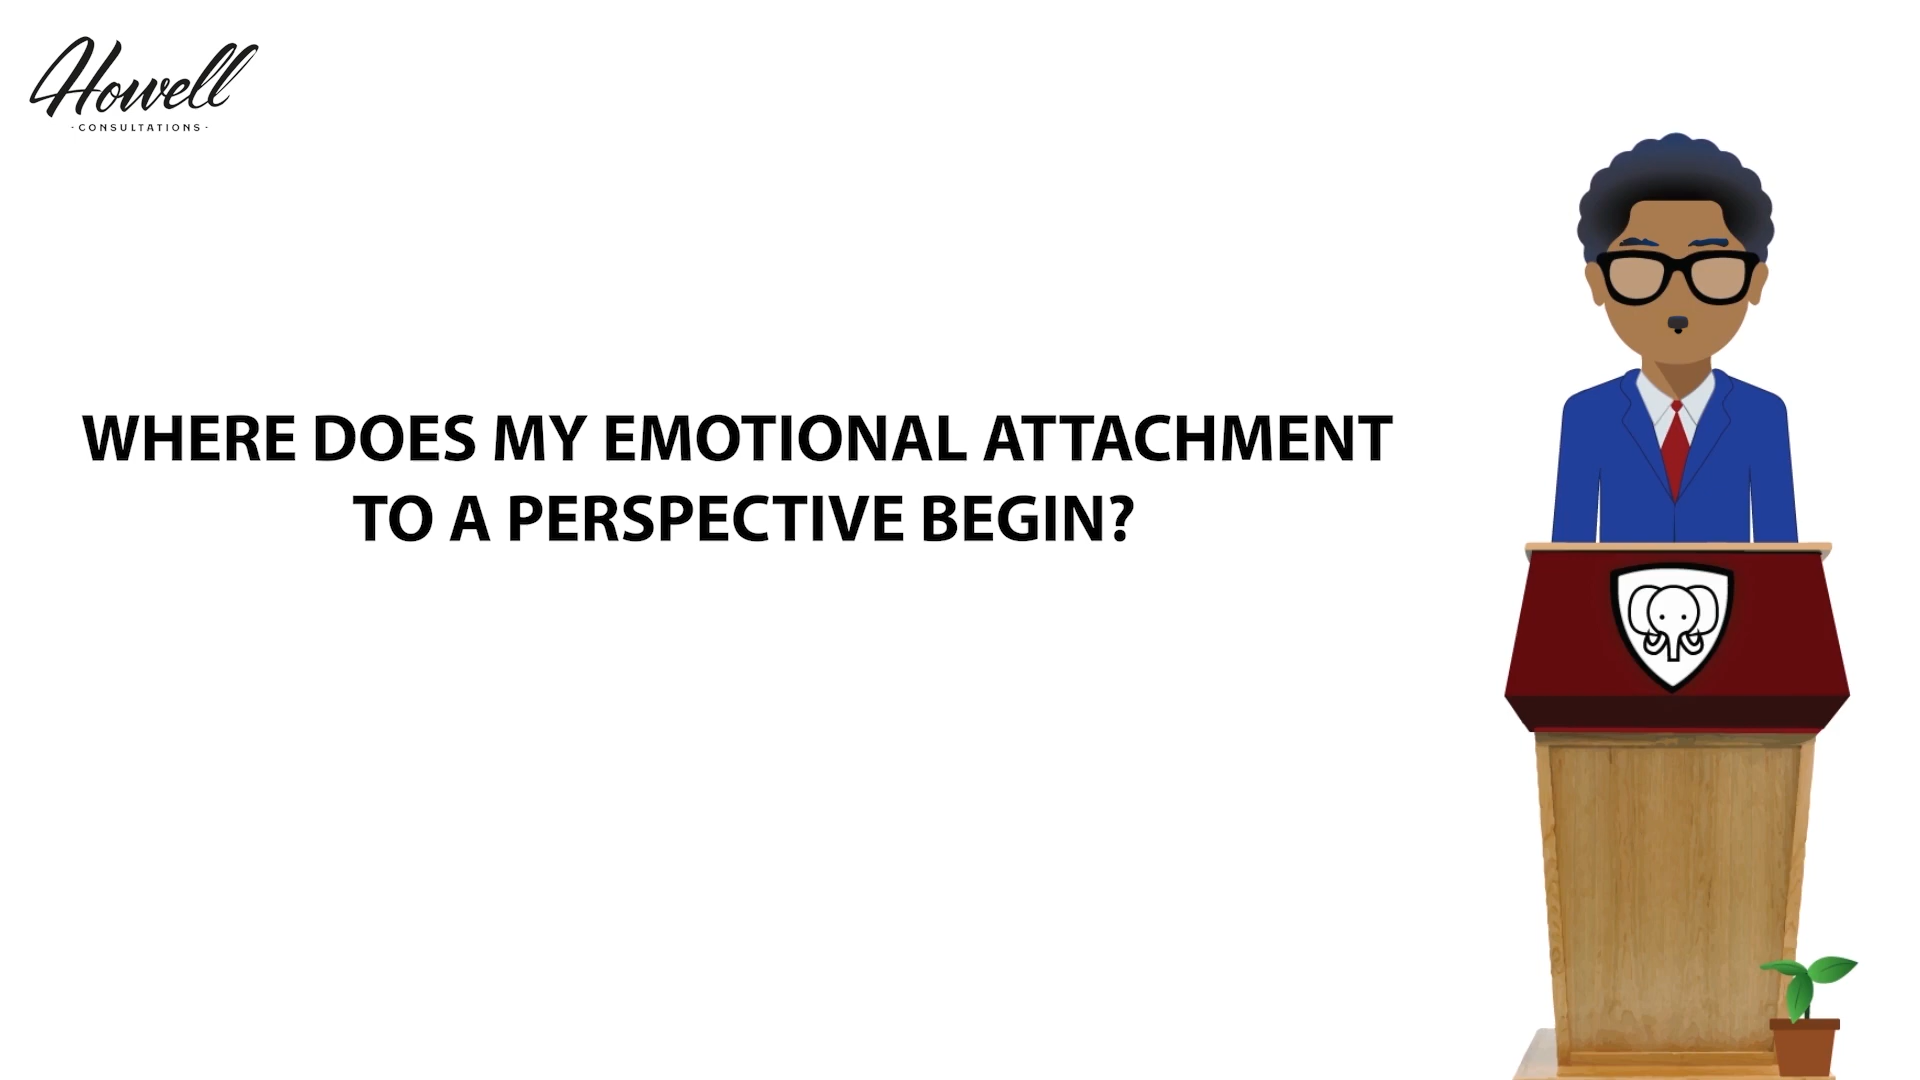 Howell
· CONSULTATIONS ·
WHERE DOES MY EMOTIONAL ATTACHMENT
TO A PERSPECTIVE BEGIN?